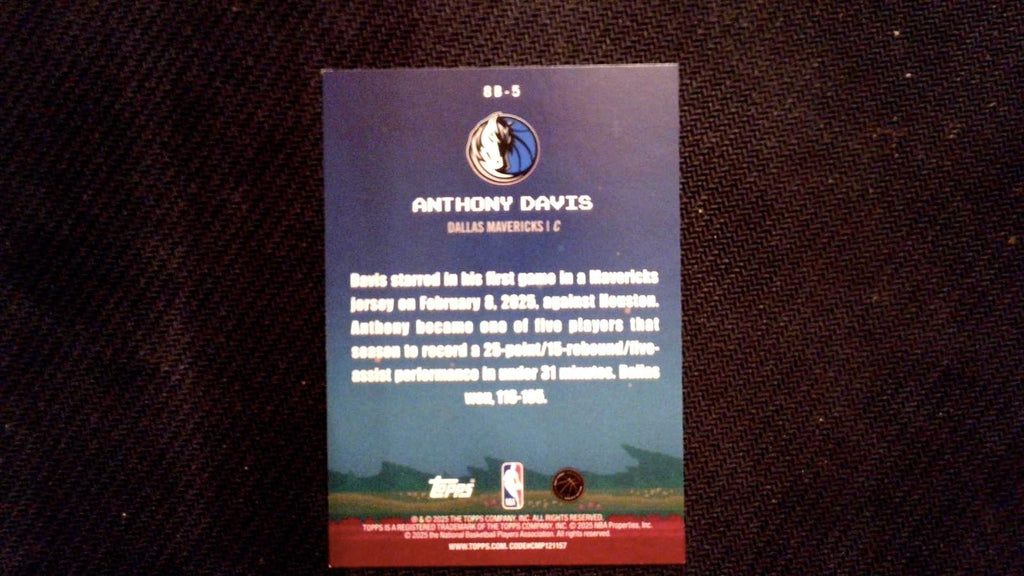 8B-5
ANTHONY DAVIS
DALLAS MAVERICKS | C
Davis starred in his first game in a Mavericks
jersey on February 8, 2025, against Houston.
Anthony became one of five players that
season to record a 25-point/15-rebound/five-
assist performance in under 31 minutes. Dallas
won, 116-105.
Topps
® & © 2025 THE TOPPS COMPANY, INC. ALL RIGHTS RESERVED.
TOPPS IS A REGISTERED TRADEMARK OF THE TOPPS COMPANY, INC. © 2025 NBA Properties, Inc.
© 2025 the National Basketball Players Association. All rights reserved.
WWW.TOPPS.COM. CODE#CMP121157